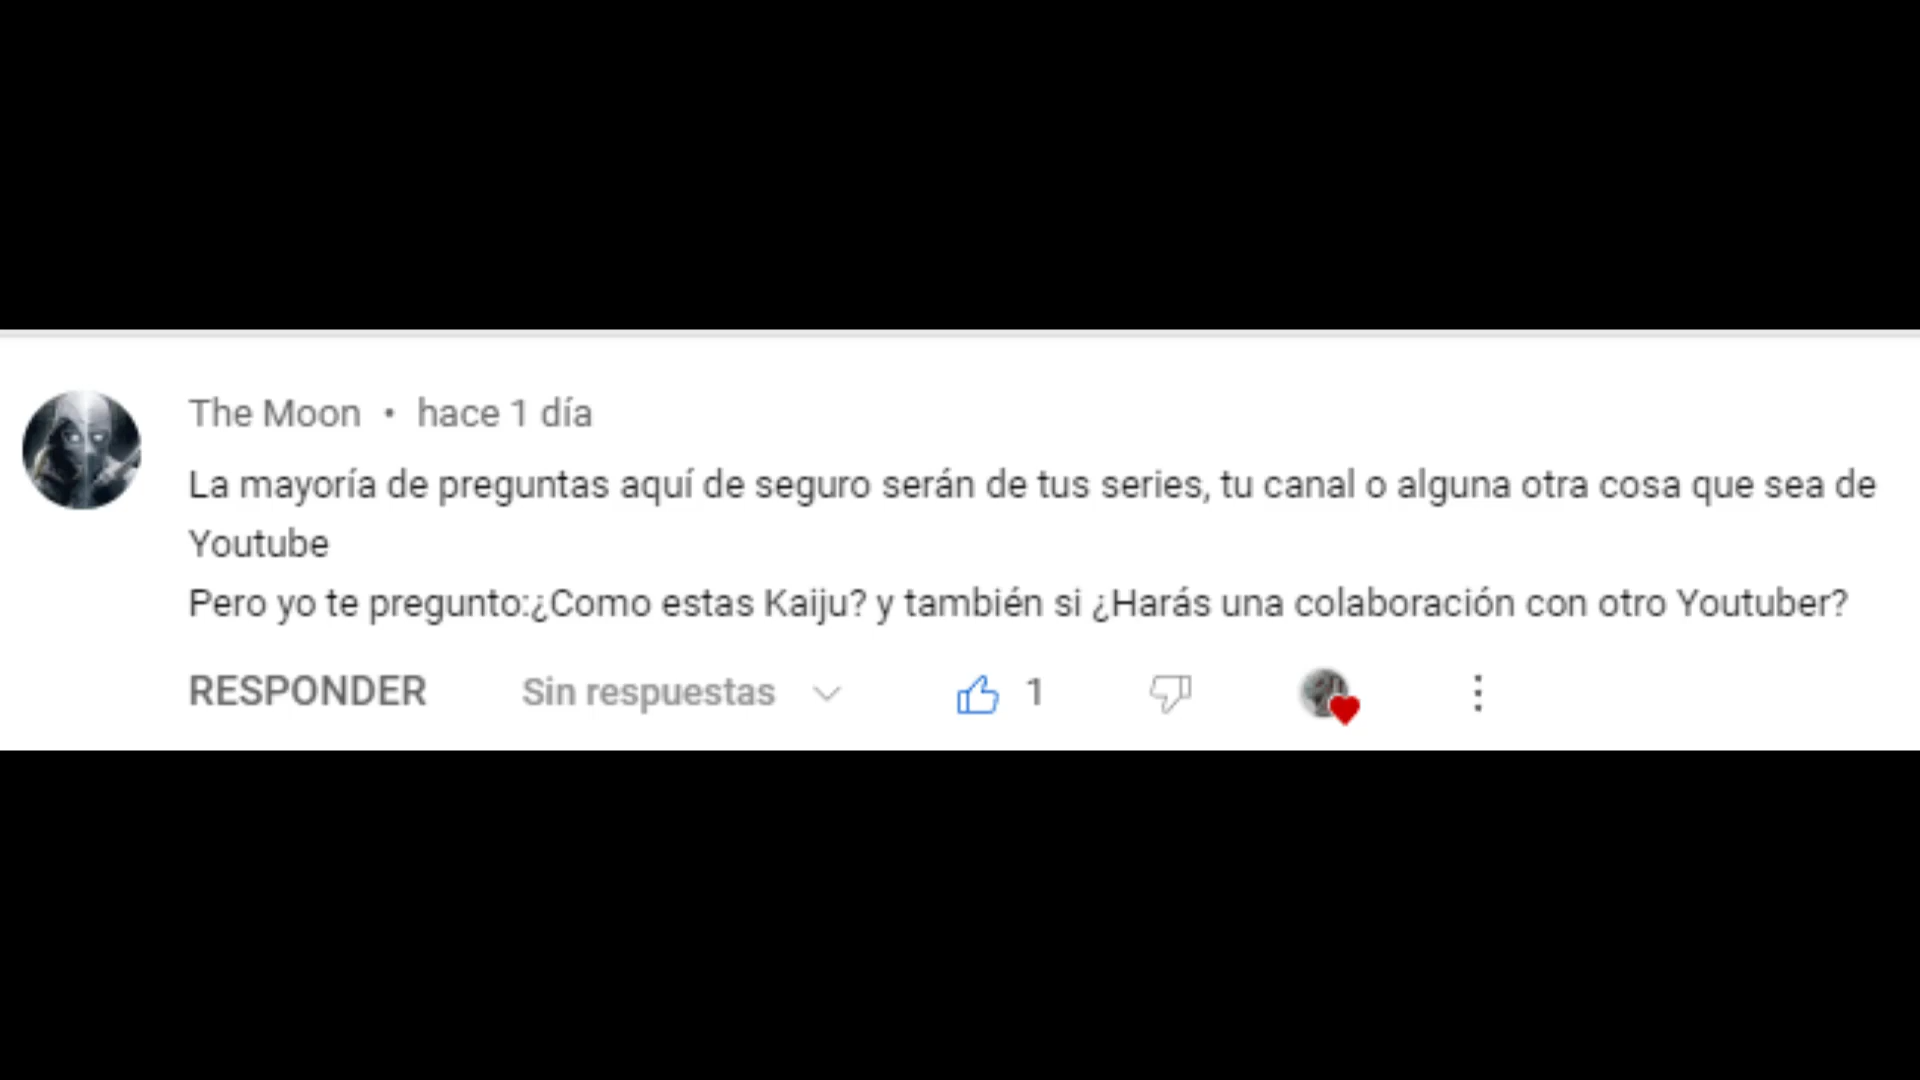 The Moon • hace 1 día
La mayoría de preguntas aquí de seguro serán de tus series, tu canal o alguna otra cosa que sea de
Youtube
Pero yo te pregunto:¿Como estas Kaiju? y también si ¿Harás una colaboración con otro Youtuber?
RESPONDER Sin respuestas 1